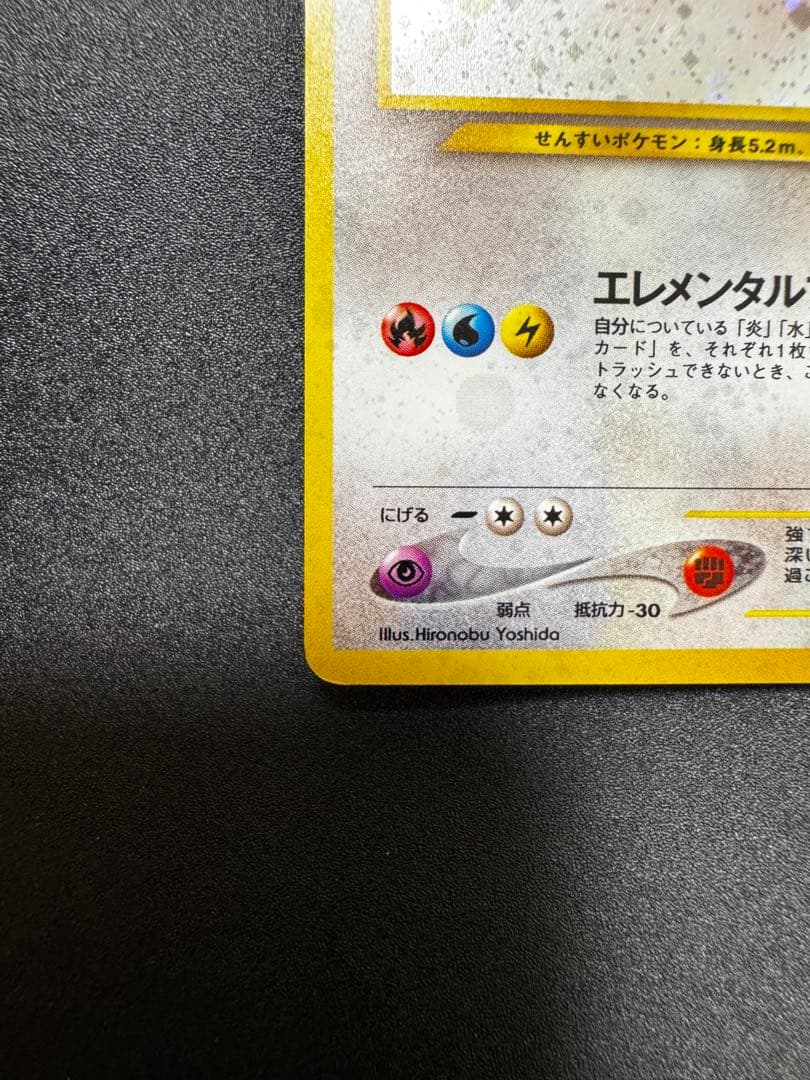 せんすいポケモン：身長5.2m。
エレメンタル
自分についている「炎」「水」
カード」を、それぞれ1枚
トラッシュできないとき、こ
なくなる。
にげる
強
深い
過ご
弱点 抵抗力 -30
Illus.Hironobu Yoshida